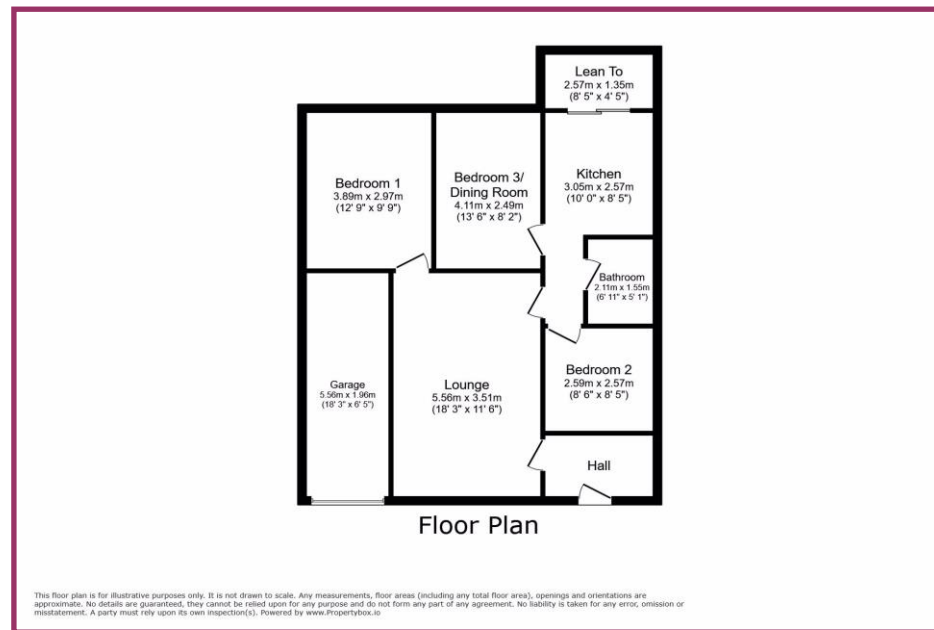 Lean To
2.57m x 1.35m
(8' 5" x 4' 5")
Kitchen
3.05m x 2.57m
(10' 0" x 8' 5")
Bedroom 1
3.89m x 2.97m
(12' 9" x 9' 9")
Bedroom 3/
Dining Room
4.11m x 2.49m
(13' 6" x 8' 2")
Bathroom
2.11m x 1.55m
(6' 11" x 5' 1")
Garage
5.56m x 1.96m
(18' 3" x 6' 5")
Lounge
5.56m x 3.51m
(18' 3" x 11' 6")
Bedroom 2
2.59m x 2.57m
(8' 6" x 8' 5")
Hall
Floor Plan
This floor plan is for illustrative purposes only. It is not drawn to scale. Any measurements, floor areas (including any total floor area), openings and orientations are
approximate. No details are guaranteed, they cannot be relied upon for any purpose and do not form any part of any agreement. No liability is taken for any error, omission or
misstatement. A party must rely upon its own inspection(s). Powered by www.Propertybox.io